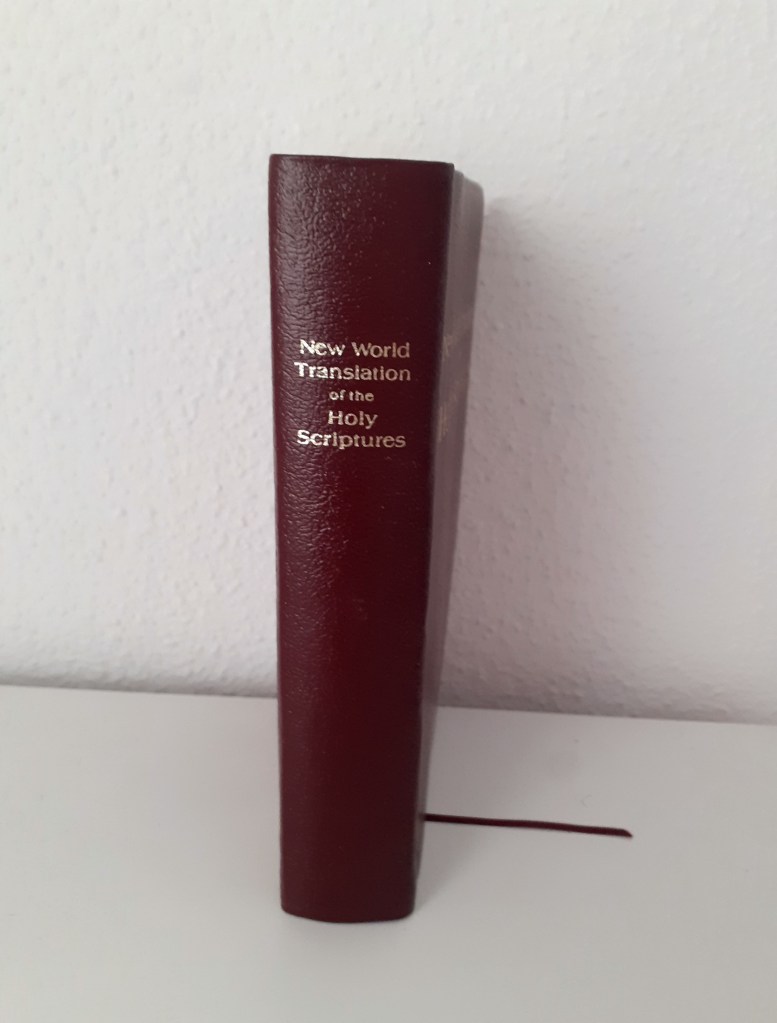 New World
Translation
of the
Holy
Scriptures